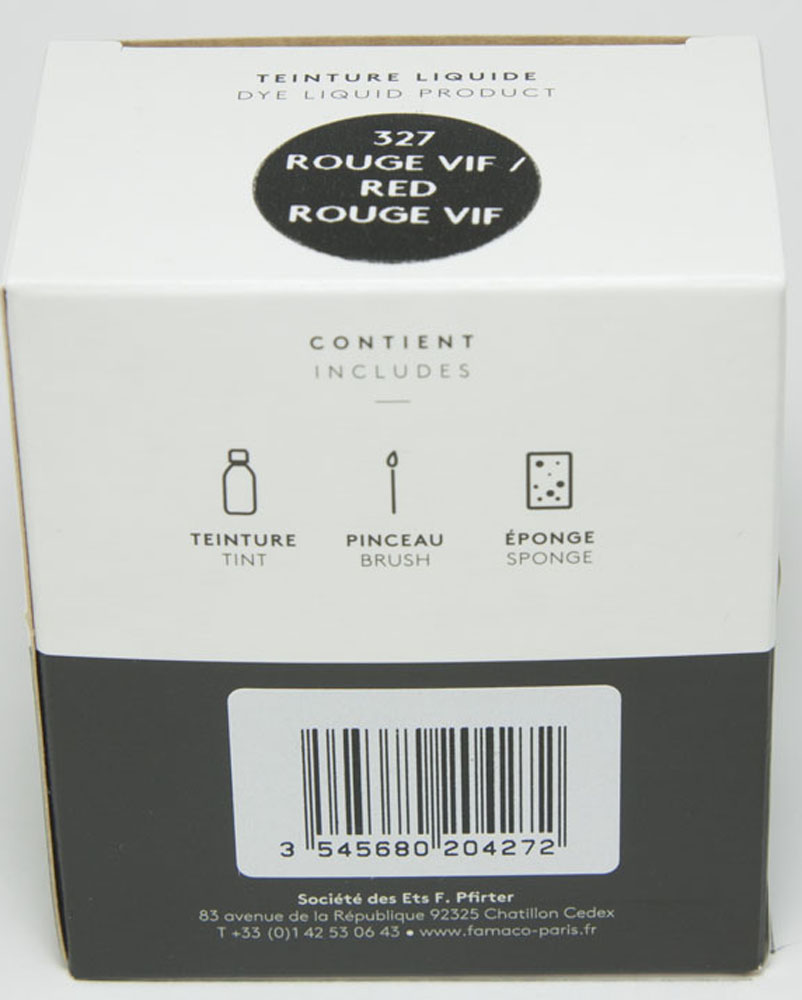 TEINTURE LIQUIDE
DYE LIQUID PRODUCT
327
ROUGE VIF /
RED
ROUGE VIF
CONTIENT
INCLUDES
TEINTURE PINCEAU ÉPONGE
TINT BRUSH SPONGE
3 545680 204272
Société des Ets F. Pfirter
83 avenue de la République 92325 Chatillon Cedex
T +33 (0)1 42 53 06 43 • www.famaco-paris.fr